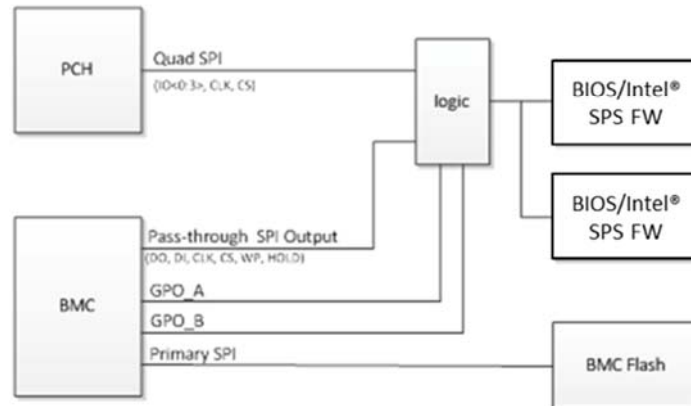 PCH
Quad SPI
(IO<0:3>, CLK, CS)
logic
BIOS/Intel®
SPS FW
BIOS/Intel®
SPS FW
BMC
Pass-through SPI Output
(DO, DI, CLK, CS, WP, HOLD)
GPO_A
GPO_B
Primary SPI
BMC Flash